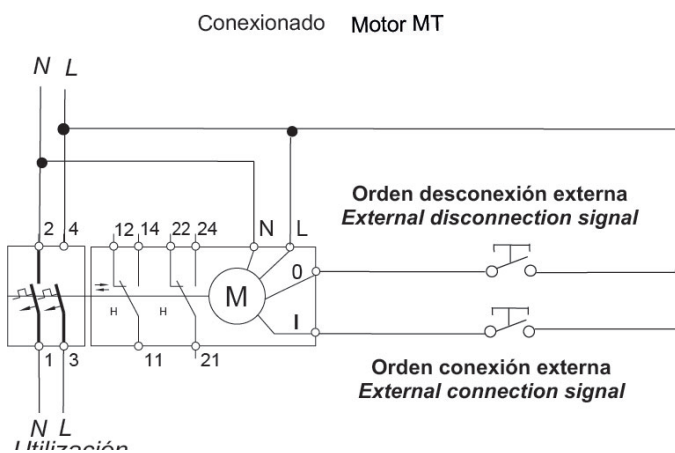 Conexionado Motor MT
N L
2 4 12 14 22 24 N L
Orden desconexión externa
External disconnection signal
0
M
H H I
1 3 11 21
Orden conexión externa
External connection signal
N L
Utilización